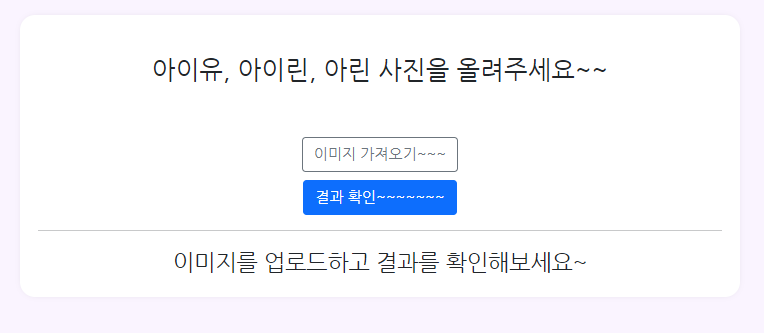 아이유, 아이린, 아린 사진을 올려주세요~~
이미지 가져오기~~~
결과 확인~~~~~~~
이미지를 업로드하고 결과를 확인해보세요~